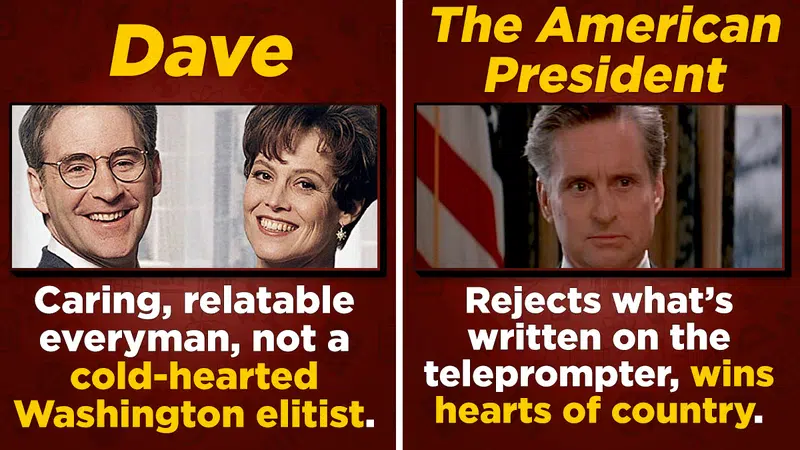 Dave
Caring, relatable
everyman, not a
cold-hearted
Washington elitist.
The American
President
Rejects what’s
written on the
teleprompter, wins
hearts of country.